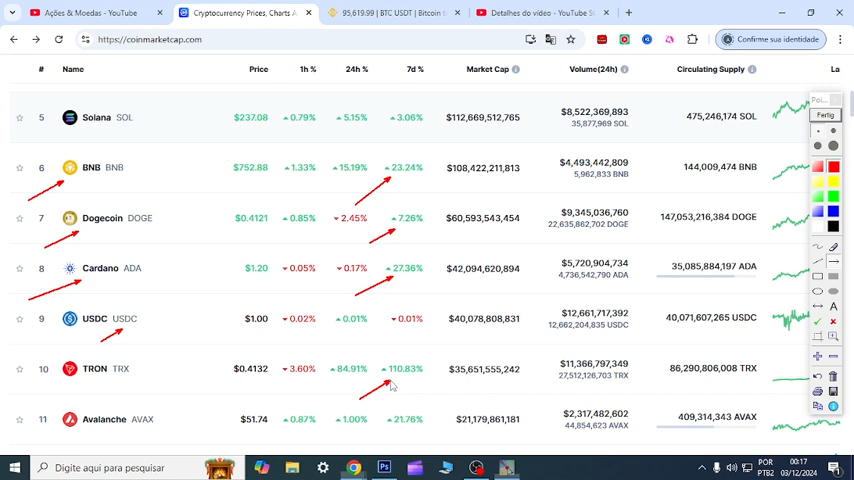 Ações & Moedas - YouTube
Cryptocurrency Prices, Charts A
95,619.99 | BTC USDT | Bitcoin t
Detalhes do vídeo - YouTube S
https://coinmarketcap.com
Confirme sua identidade
# Name Price 1h % 24h % 7d % Market Cap Volume(24h) Circulating Supply La
5 Solana SOL $237.08 0.79% 5.15% 3.06% $112,669,512,765 $8,522,369,893 475,246,174 SOL
35,877,969 SOL
6 BNB BNB $752.88 1.33% 15.19% 23.24% $108,422,211,813 $4,493,442,809 144,009,474 BNB
5,962,833 BNB
7 Dogecoin DOGE $0.4121 0.85% 2.45% 7.26% $60,593,543,454 $9,345,036,760 147,053,216,384 DOGE
22,635,862,702 DOGE
8 Cardano ADA $1.20 0.05% 0.17% 27.36% $42,094,620,894 $5,720,904,734 35,085,884,197 ADA
4,736,542,790 ADA
9 USDC USDC $1.00 0.02% 0.01% 0.01% $40,078,808,831 $12,661,717,392 40,071,607,265 USDC
12,662,204,835 USDC
10 TRON TRX $0.4132 3.60% 84.91% 110.83% $35,651,555,242 $11,366,797,349 86,290,806,008 TRX
27,512,126,703 TRX
11 Avalanche AVAX $51.74 0.87% 1.00% 21.76% $21,179,861,181 $2,317,482,602 409,314,343 AVAX
44,854,623 AVAX
Poi...
Fertig
A
Digite aqui para pesquisar
POR
PTB2
00:17
03/12/2024
1